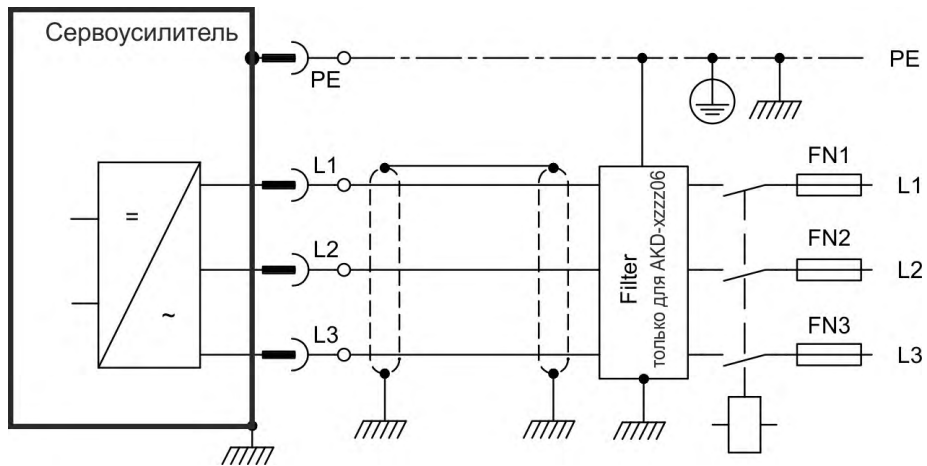 Сервоусилитель
PE
PE
L1
L2
L3
=
~
Filter
только для AKD-xzzz06
FN1
L1
FN2
L2
FN3
L3